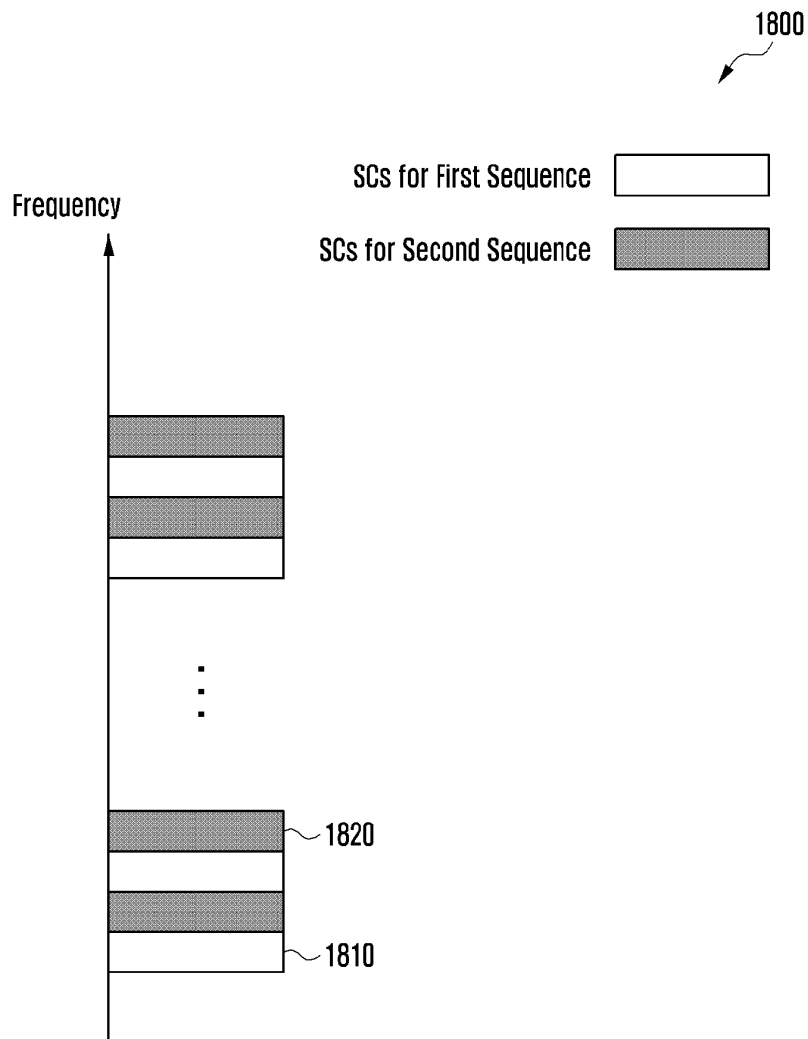 1800
SCs for First Sequence
Frequency
SCs for Second Sequence
1820
1810